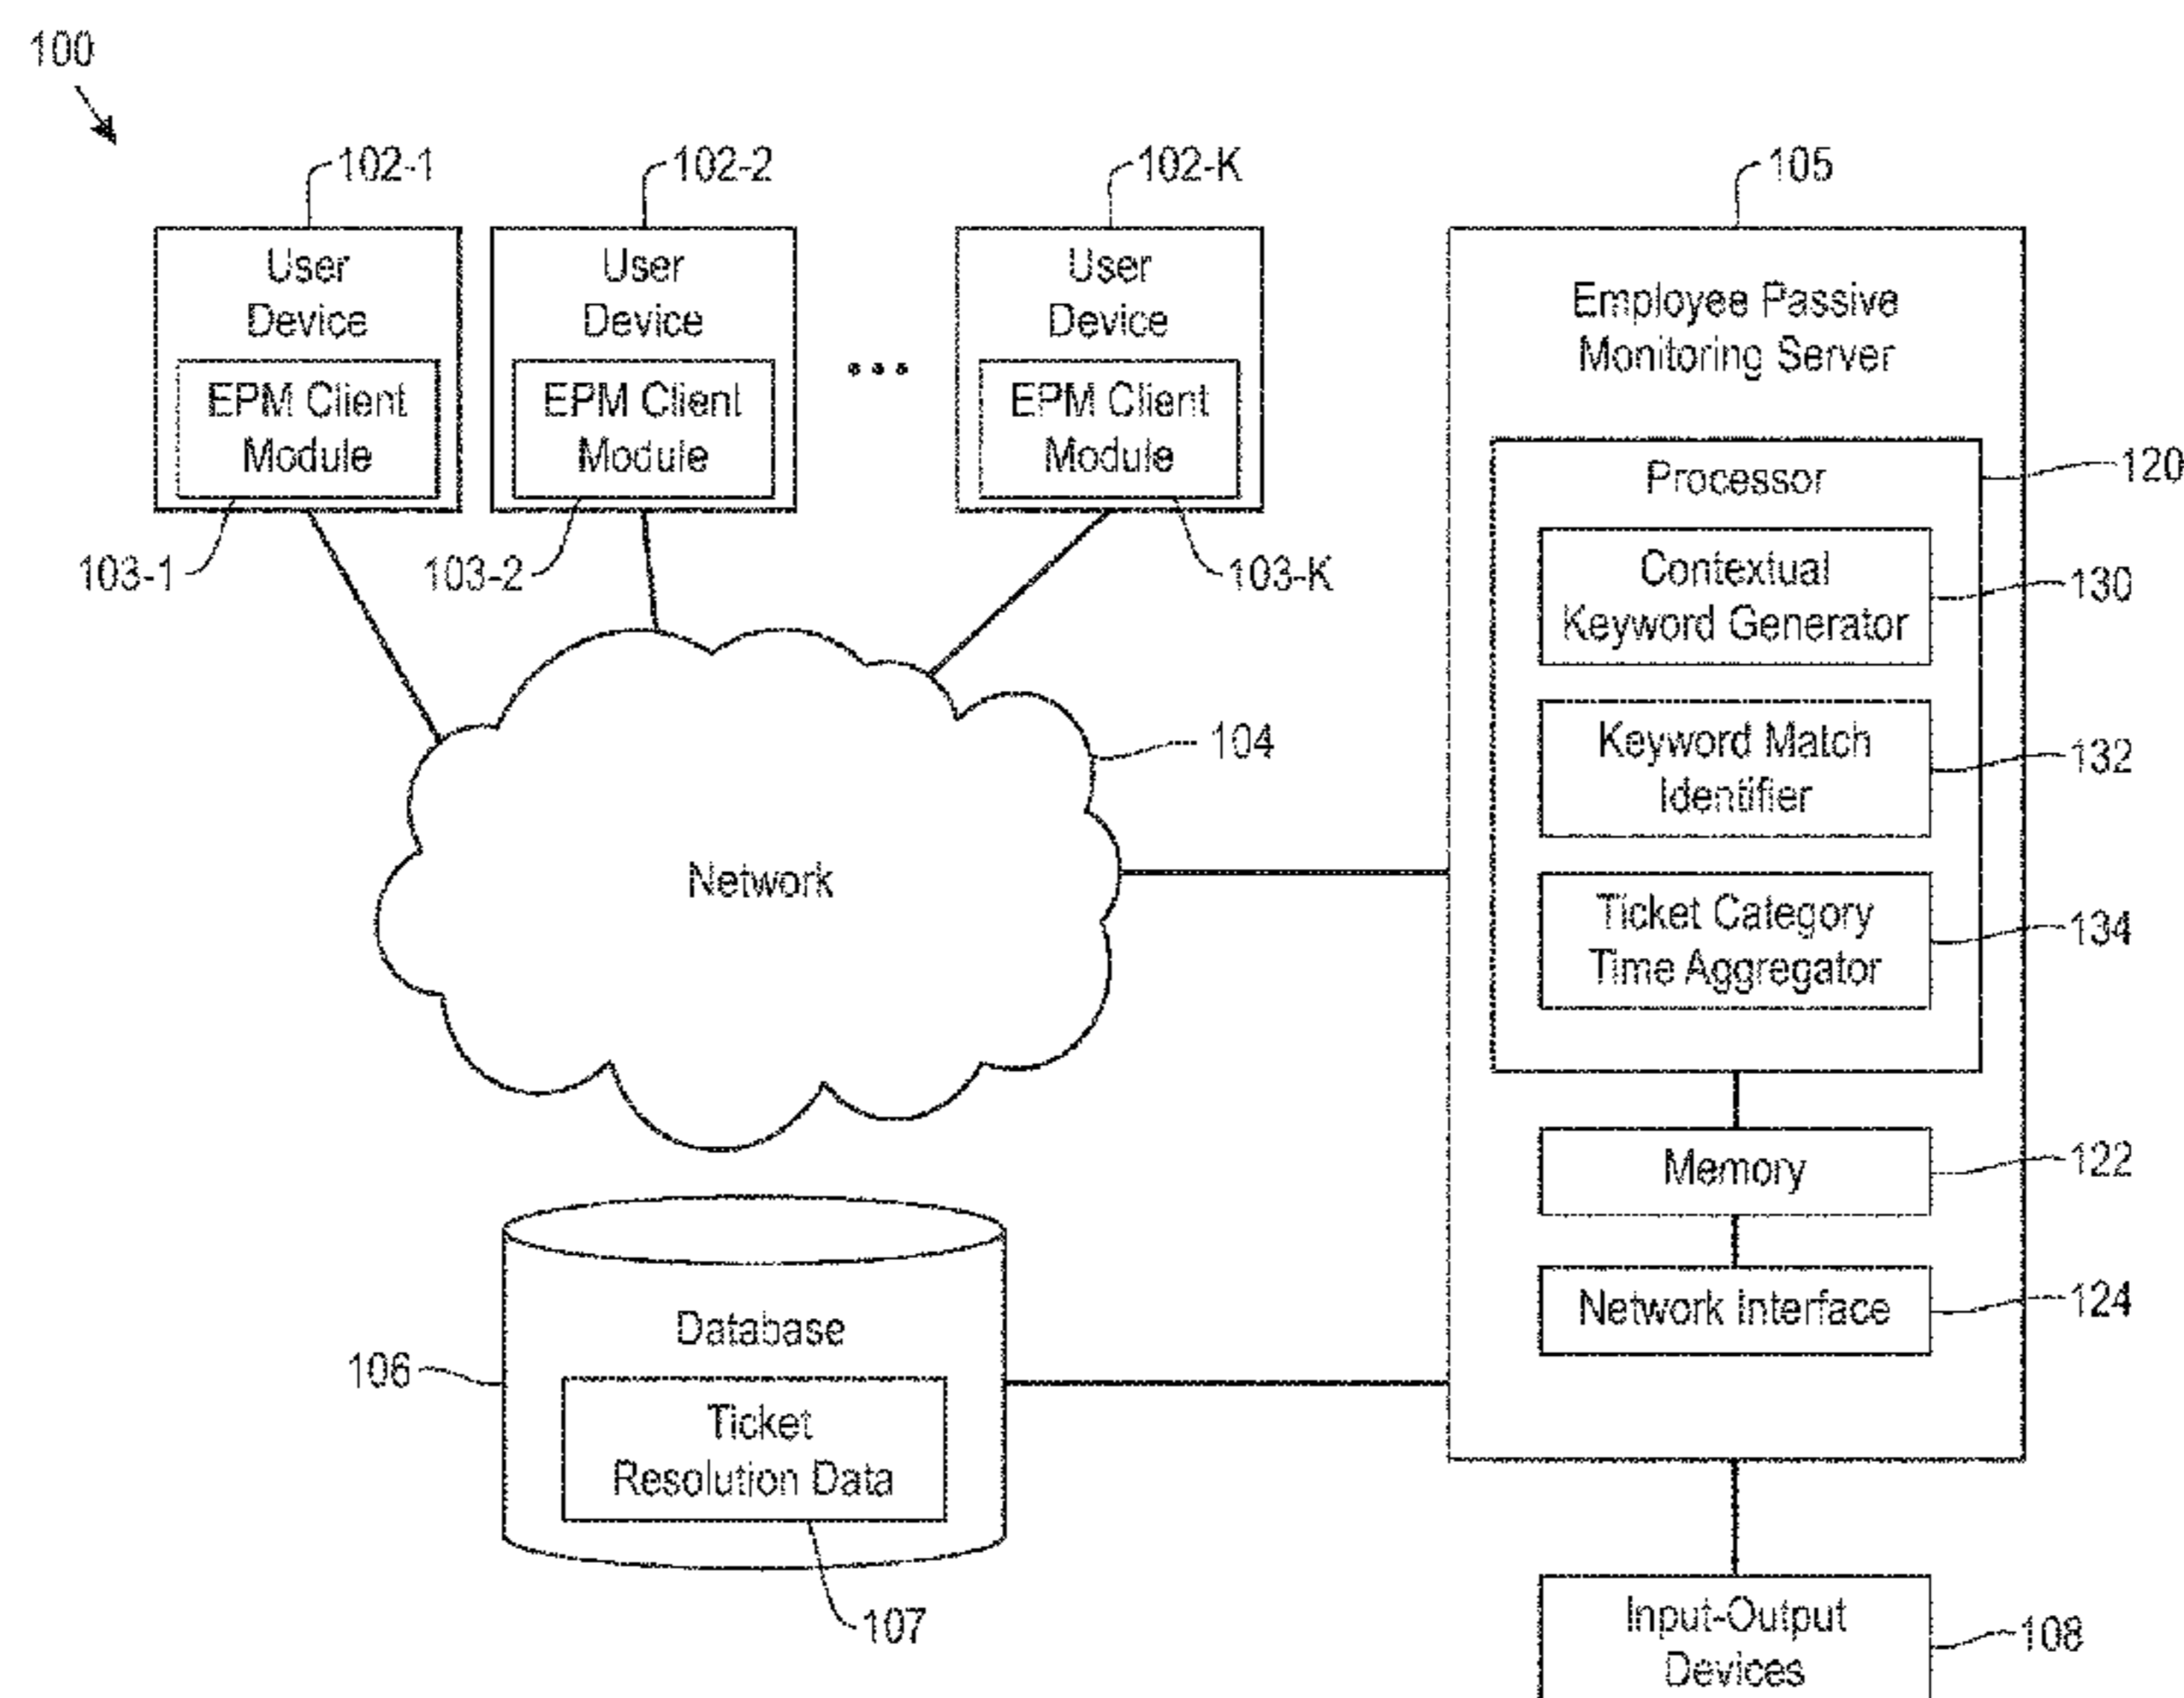 100
102-1
102-2
102-K
105
User
Device
EPM Client
Module
User
Device
EPM Client
Module
...
User
Device
EPM Client
Module
103-1
103-2
103-K
Employee Passive
Monitoring Server
Processor
120
Contextual
Keyword Generator
130
Keyword Match
Identifier
132
Ticket Category
Time Aggregator
134
Memory
122
Network Interface
124
104
Network
Database
106
Ticket
Resolution Data
107
Input-Output
Devices
108